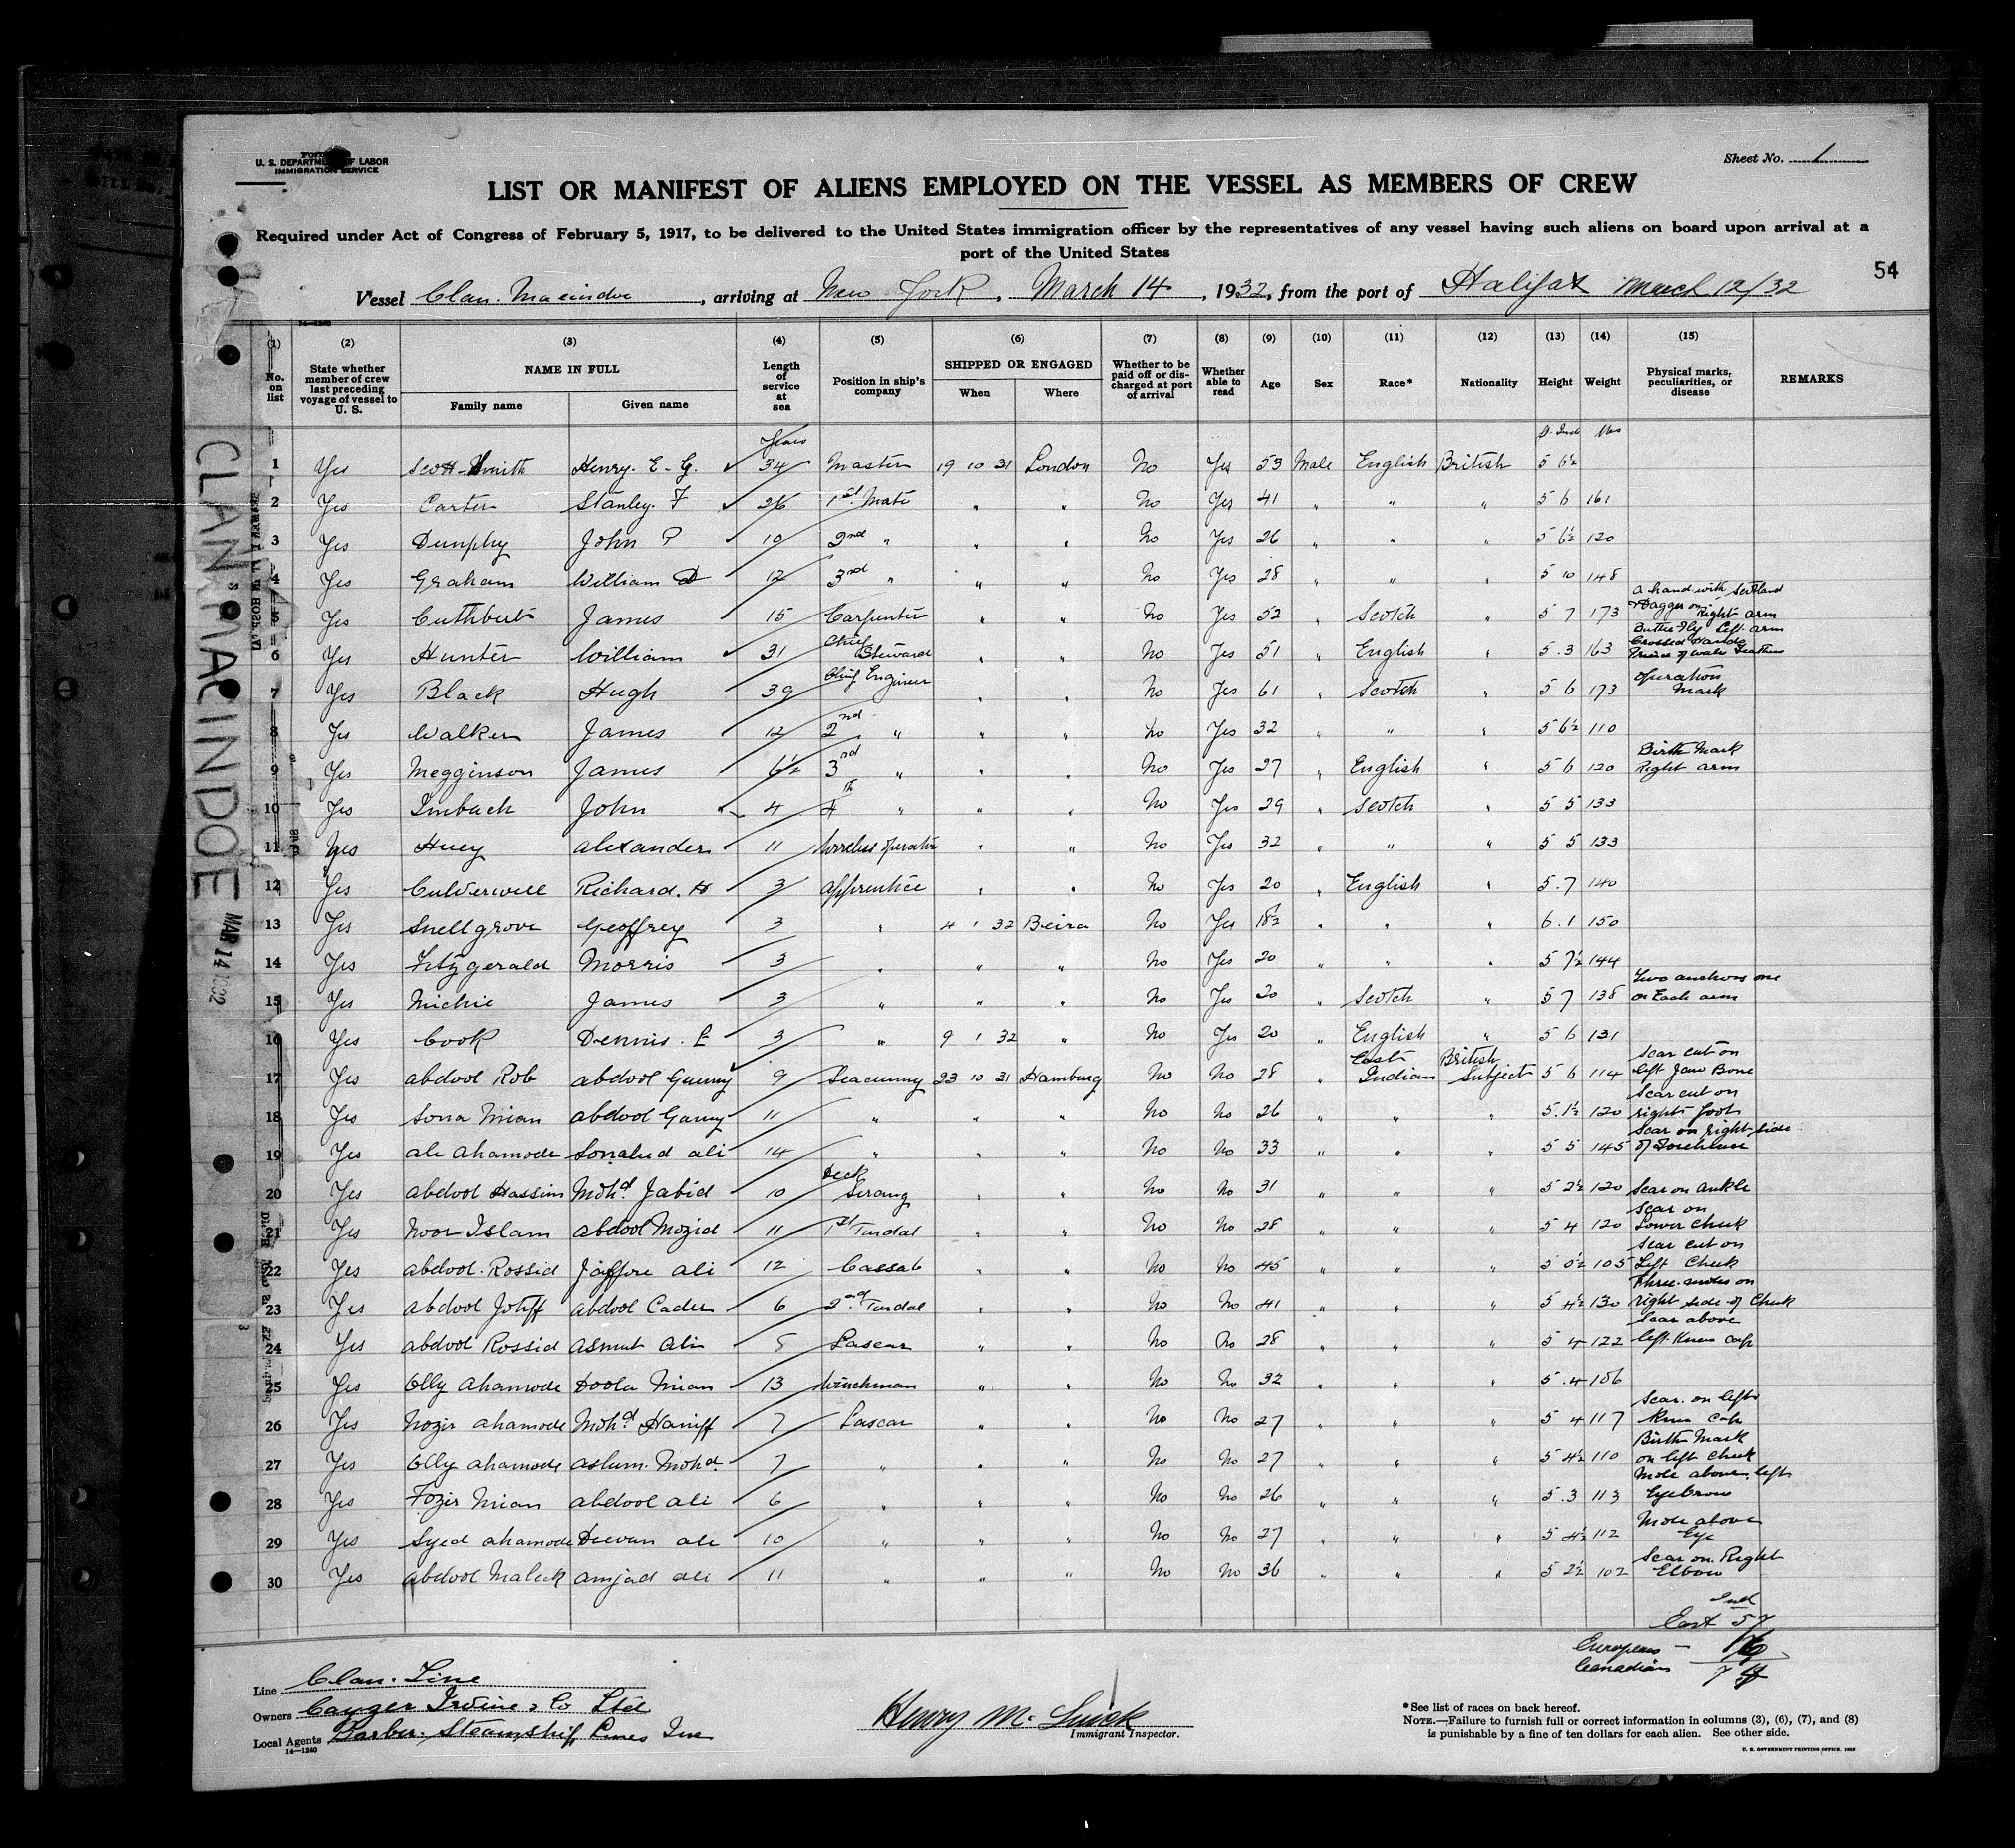 Form
U. S. DEPARTMENT OF LABOR
IMMIGRATION SERVICE
Sheet No. 1
LIST OR MANIFEST OF ALIENS EMPLOYED ON THE VESSEL AS MEMBERS OF CREW
Required under Act of Congress of February 5, 1917, to be delivered to the United States immigration officer by the representatives of any vessel having such aliens on board upon arrival at a
port of the United States
54
Vessel Clan. Macindoe, arriving at New York, March 14, 1932, from the port of Halifax March 12/32
14—1240
(1) (2) (3) (4) (5) (6) (7) (8) (9) (10) (11) (12) (13) (14) (15)
No. on list State whether member of crew last preceding voyage of vessel to U. S. NAME IN FULL Length of service at sea Position in ship's company SHIPPED OR ENGAGED Whether to be paid off or discharged at port of arrival Whether able to read Age Sex Race* Nationality Height Weight Physical marks, peculiarities, or disease REMARKS
Family name Given name When Where
Years
1 Yes Scott-Smith Henry. E. G. 34 Master 19 10 31 London No Yes 53 Male English British 5 6½
2 Yes Carter Stanley. F 26 1st Mate " " No Yes 41 " " " 5 6 161
3 Yes Dunphy John P 10 2nd " " " No Yes 26 " " " 5 6½ 120
4 Yes Graham William D 12 3rd " " " No Yes 28 " " " 5 10 148
5 Yes Cuthbert James 15 Carpenter " " No Yes 52 " Scotch " 5 7 173 a hand with Scotland Dagger on Right arm
6 Yes Hunter William 31 Chief Steward " " No Yes 51 " English " 5.3 163 Butterfly Left arm Crossed Hands Prince of Wales Feathers
7 Yes Black Hugh 39 Chief Engineer " " No Yes 61 " Scotch " 5 6 173 operation Mark
8 Yes Walker James 12 2nd " " " No Yes 32 " " " 5 6½ 110
9 Yes Megginson James 6½ 3rd " " " No Yes 27 " English " 5 6 120 Birth Mark Right arm
10 Yes Imbach John 4 4th " " " No Yes 29 " Scotch " 5 5 133
11 Yes Huey Alexander 11 Wireless operator " " No Yes 32 " " " 5 5 133
12 Yes Culverwell Richard. H 3 apprentice " " No Yes 20 " English " 5.7 140
13 Yes Snellgrove Geoffrey 3 " 4 1 32 Beira No Yes 18½ " " " 6.1 150
14 Yes Fitzgerald Morris 3 " " " No Yes 20 " " " 5 7½ 144
15 Yes Michie James 3 " " " No Yes 20 " Scotch " 5 7 138 Two anchors one on Each arm
16 Yes Cook Dennis. E 3 " 9 1 32 " No Yes 20 " English " 5 6 131
17 Yes Abdool Rob Abdool Gunny 9 Seacunny 23 10 31 Hamburg No No 28 " East Indian British Subject 5 6 114 Scar cut on left Jaw Bone
18 Yes Sona Mian Abdool Gunny 11 " " " No No 26 " " " 5.1½ 120 Scar cut on right foot
19 Yes Ali Ahamode Sonalud Ali 14 " " " No No 33 " " " 5 5 145 Scar on right side of Forehead
20 Yes Abdool Hassim Mohd. Jabid 10 Deck Serang " " No No 31 " " " 5 2½ 120 Scar on ankle
21 Yes Noor Islam Abdool Mozid 11 1st Tindal " " No No 28 " " " 5 4 120 Scar on Lower Cheek
22 Yes Abdool. Rossid Jaffore Ali 12 Cassab " " No No 45 " " " 5 0½ 105 Scar cut on Left Cheek
23 Yes Abdool Jotiff Abdool Cader 6 2nd. Tindal " " No No 41 " " " 5 4½ 130 Three moles on right side of Cheek
24 Yes Abdool Rossid Asmut Ali 5 Lascar " " No No 28 " " " 5 4 122 Scar above left Knee Cap
25 Yes Olly Ahamode Doola Mian 13 Winchman " " No No 32 " " " 5.4 106
26 Yes Nozir Ahamode Mohd Haniff 7 Lascar " " No No 27 " " " 5 4 117 Scar. on left Knee Cap
27 Yes Olly Ahamode Aslum. Mohd. 7 " " " No No 27 " " " 5 4½ 110 Birth Mark on left Cheek
28 Yes Fozir Mian Abdool Ali 6 " " " No No 26 " " " 5.3 113 Mole above left Eyebrow
29 Yes Syed Ahamode Deevan Ali 10 " " " No No 27 " " " 5 4½ 112 Mole above Eye
30 Yes Abdool Maleek Amjad Ali 11 " " " No No 36 " " " 5 2½ 102 Scar on Right Elbow
East Ind 57
Europeans — 16
Canadian
74
Line Clan. Line
Owners Cayzer Irvine & Co Ltd
Local Agents Barber. Steamship Lines Inc
14—1240
Immigrant Inspector.
*See list of races on back hereof.
NOTE.—Failure to furnish full or correct information in columns (3), (6), (7), and (8)
is punishable by a fine of ten dollars for each alien. See other side.
U. S. GOVERNMENT PRINTING OFFICE. 1929
CLAN MACINDOE
MAR 14 1932